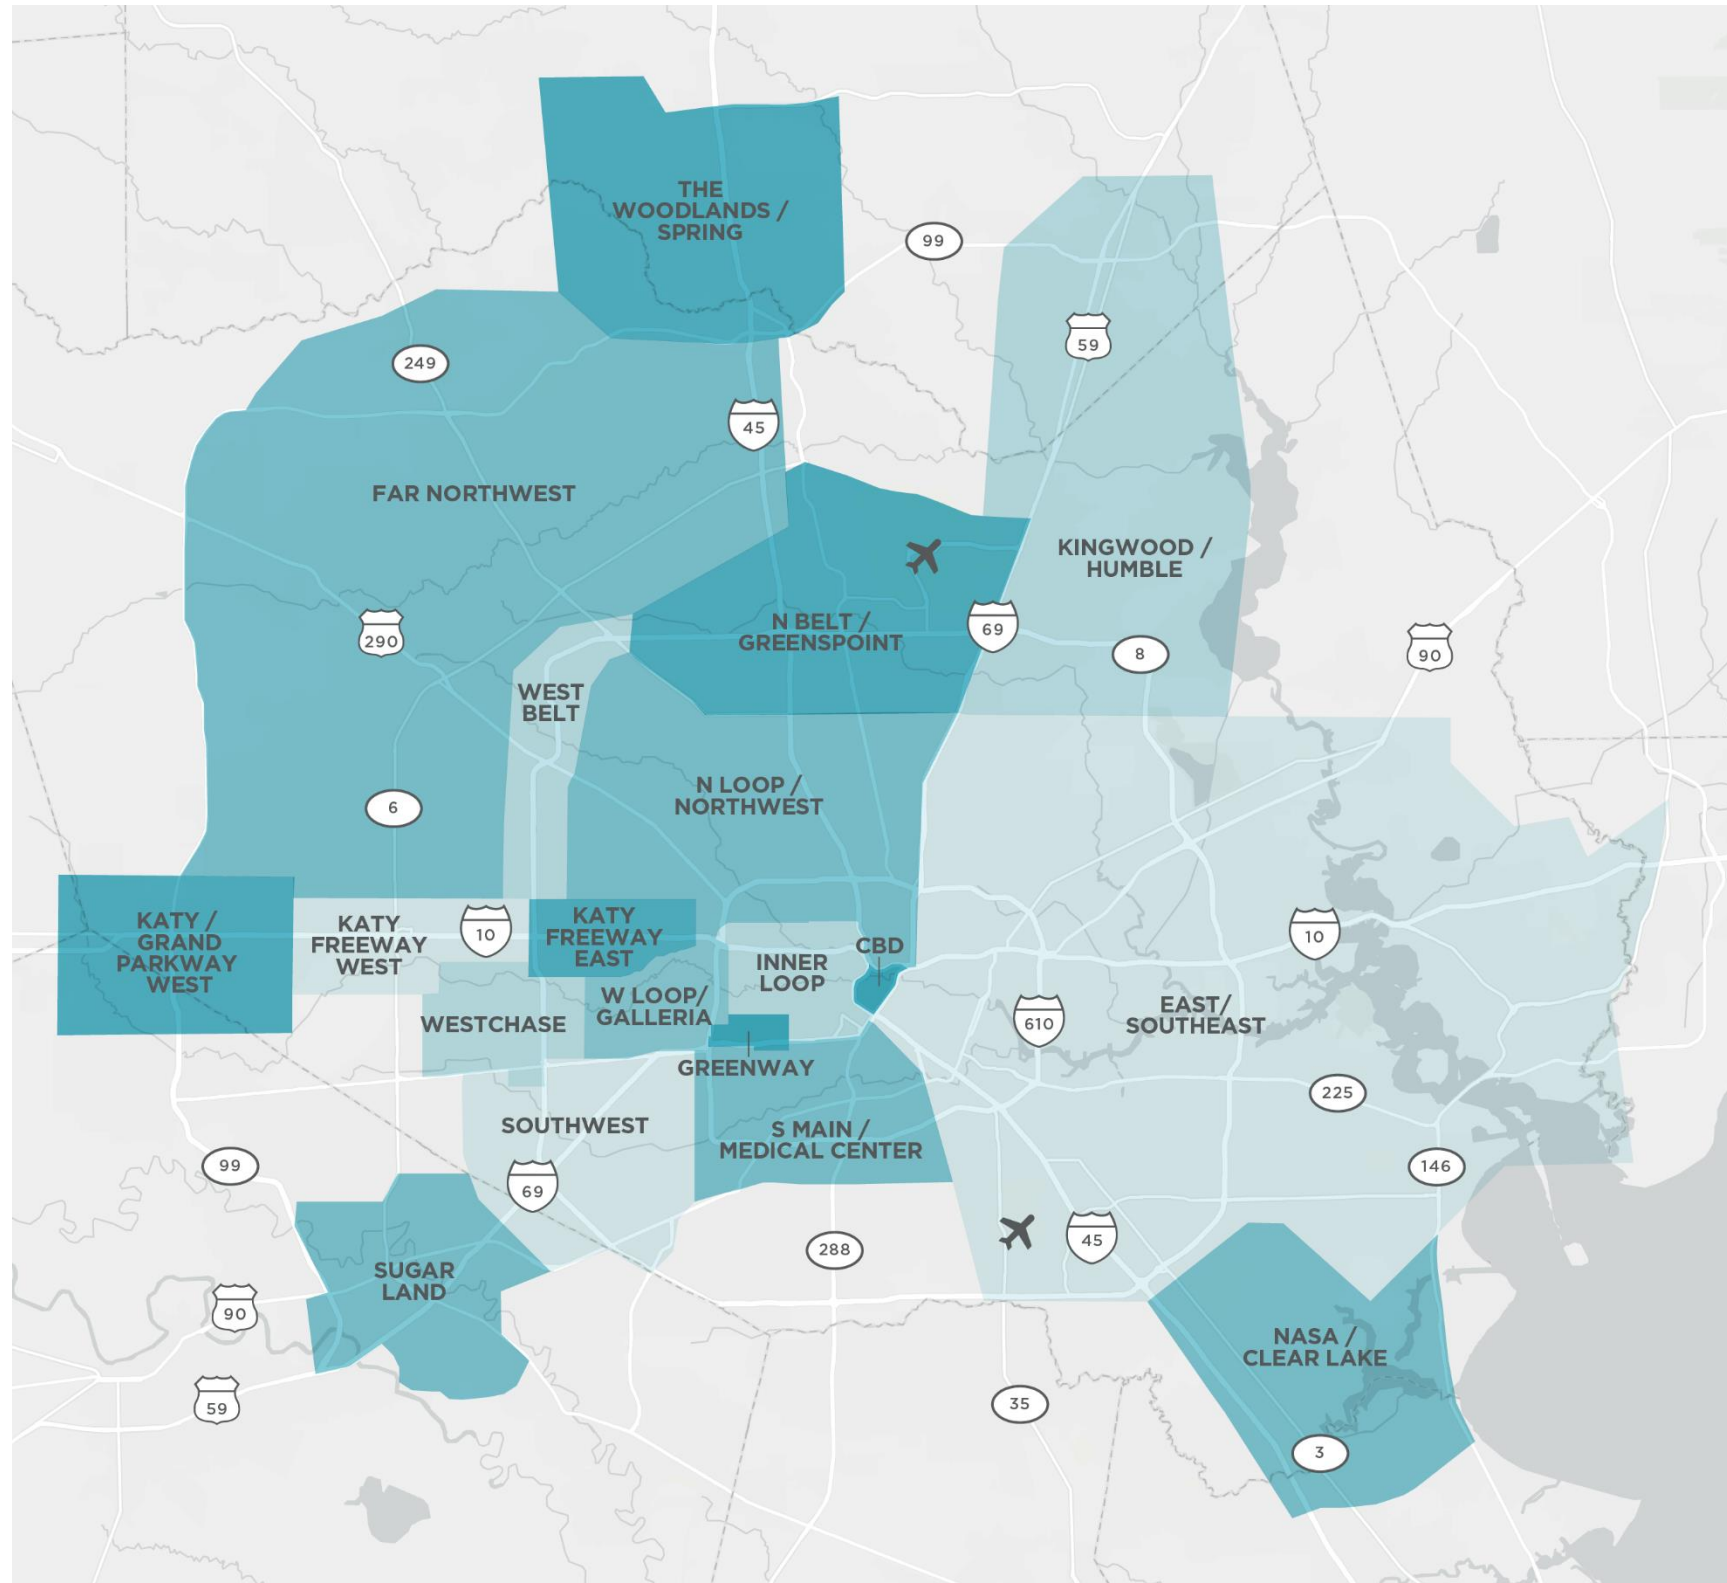 THE
WOODLANDS /
SPRING
99
59
249
45
FAR NORTHWEST
KINGWOOD /
HUMBLE
290
N BELT /
GREENSPOINT
69
8
90
WEST
BELT
N LOOP /
NORTHWEST
6
KATY /
GRAND
PARKWAY
WEST
KATY
FREEWAY
WEST
10
KATY
FREEWAY
EAST
INNER
LOOP
CBD
10
W LOOP/
GALLERIA
WESTCHASE
610
EAST/
SOUTHEAST
GREENWAY
225
SOUTHWEST
S MAIN /
MEDICAL CENTER
99
69
146
45
288
SUGAR
LAND
90
NASA /
CLEAR LAKE
59
35
3